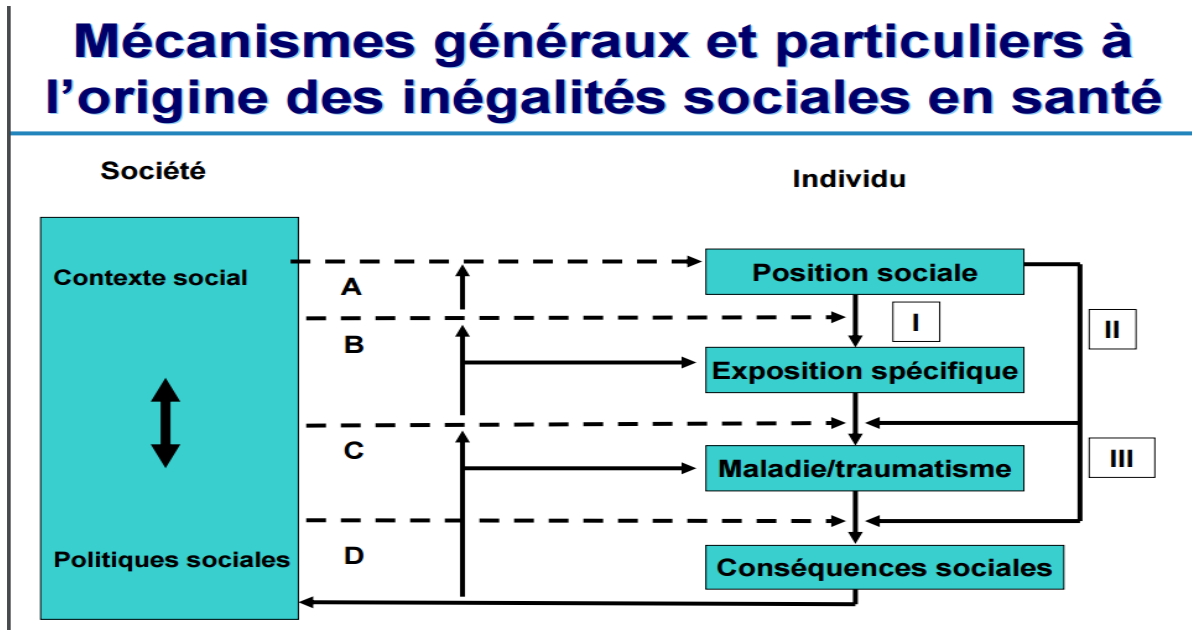 Mécanismes généraux et particuliers à
l’origine des inégalités sociales en santé
Société
Individu
Contexte social
Position sociale
A
I
II
B
Exposition spécifique
C
Maladie/traumatisme
III
Politiques sociales
D
Conséquences sociales